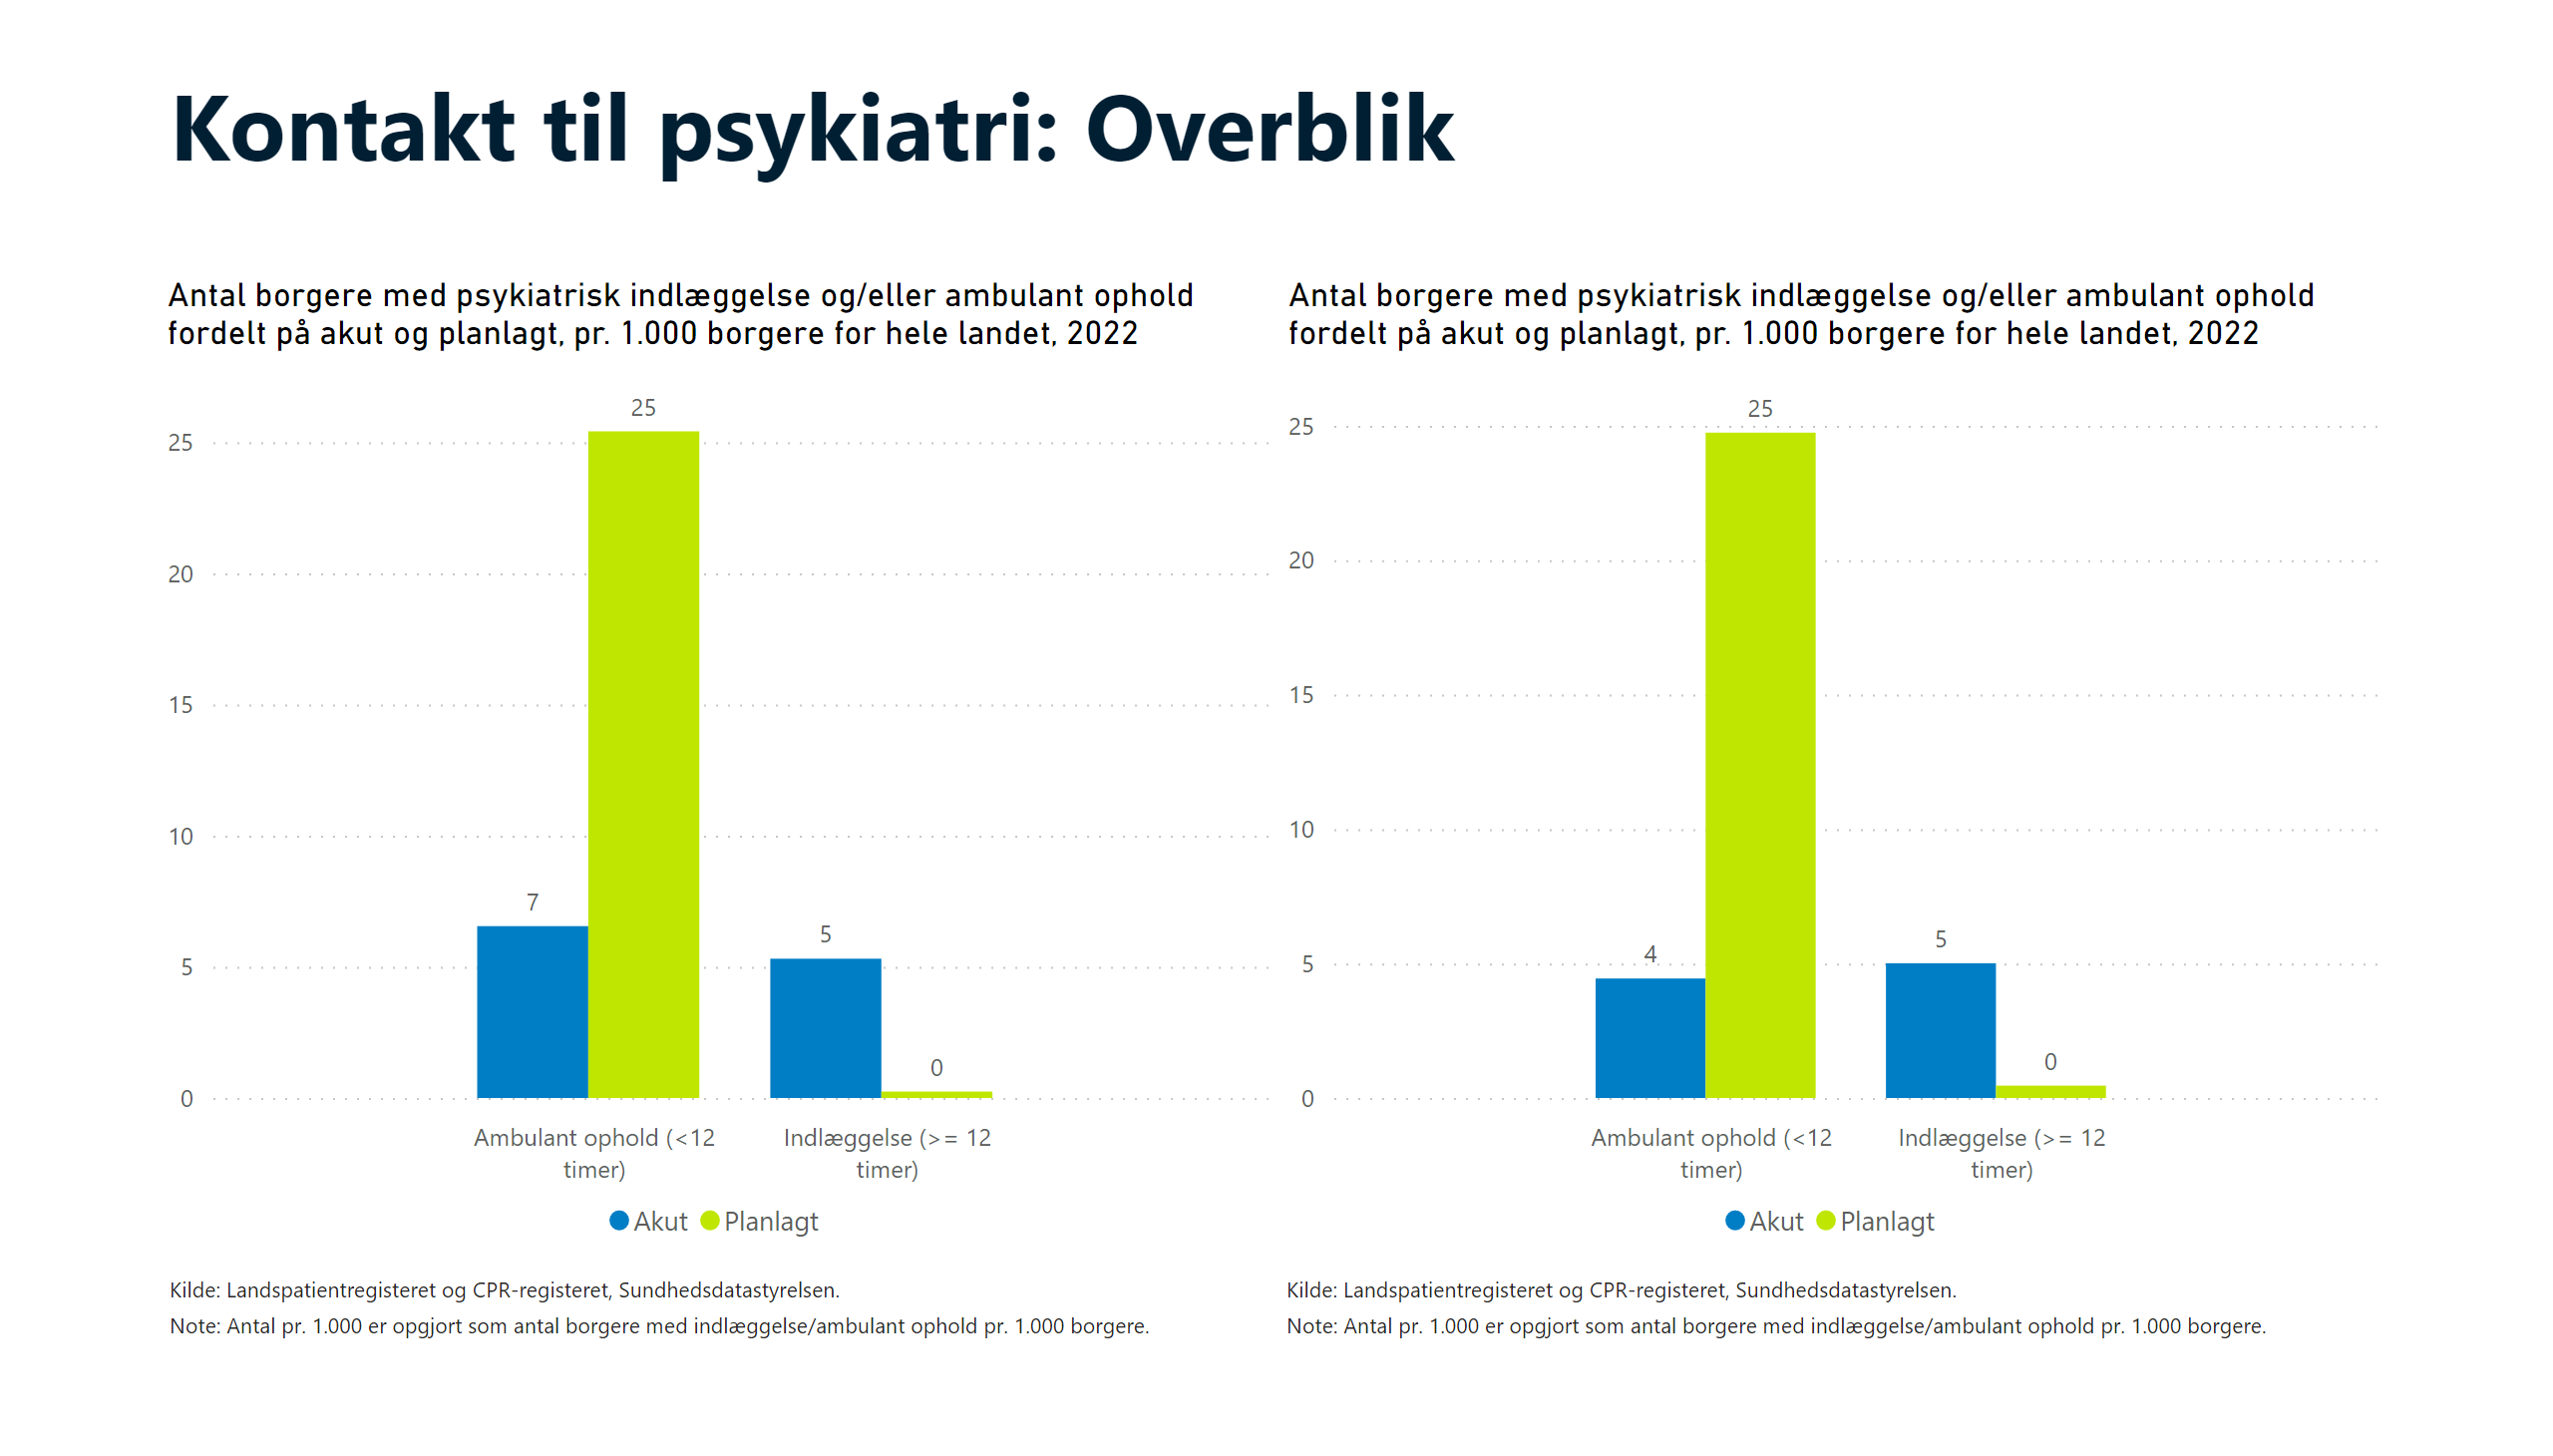 Kontakt til psykiatri: Overblik
Antal borgere med psykiatrisk indlæggelse og/eller ambulant ophold
fordelt på akut og planlagt, pr. 1.000 borgere for hele landet, 2022
25
20
15
10
5
0
7
25
5
0
Ambulant ophold (<12
timer)
Indlæggelse (>= 12
timer)
Akut Planlagt
Kilde: Landspatientregisteret og CPR-registeret, Sundhedsdatastyrelsen.
Note: Antal pr. 1.000 er opgjort som antal borgere med indlæggelse/ambulant ophold pr. 1.000 borgere.
Antal borgere med psykiatrisk indlæggelse og/eller ambulant ophold
fordelt på akut og planlagt, pr. 1.000 borgere for hele landet, 2022
25
20
15
10
5
0
4
25
5
0
Ambulant ophold (<12
timer)
Indlæggelse (>= 12
timer)
Akut Planlagt
Kilde: Landspatientregisteret og CPR-registeret, Sundhedsdatastyrelsen.
Note: Antal pr. 1.000 er opgjort som antal borgere med indlæggelse/ambulant ophold pr. 1.000 borgere.